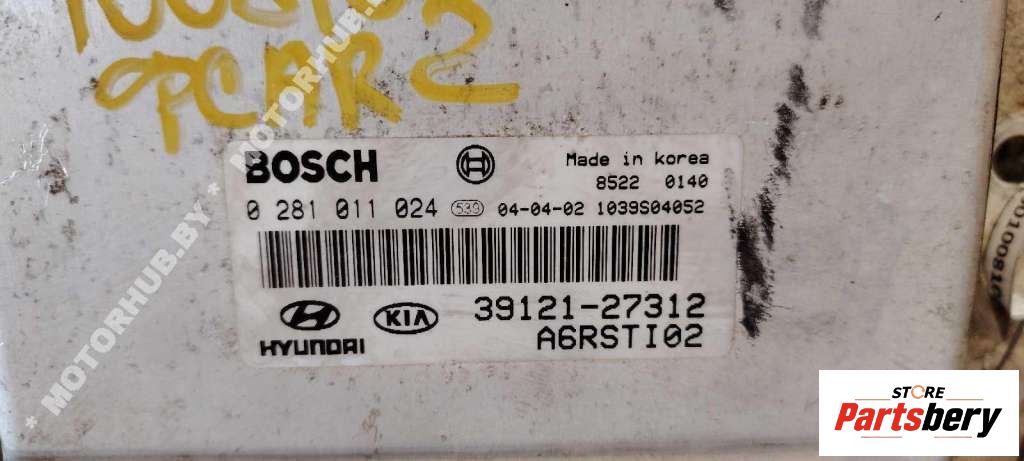 BOSCH
Made in korea
8522 0140
0 281 011 024 539 04-04-02 1039S04052
HYUNDAI
KIA
39121-27312
A6RSTI02
* MOTORHUB.BY * MOTORHUB.BY
STORE
Partsbery